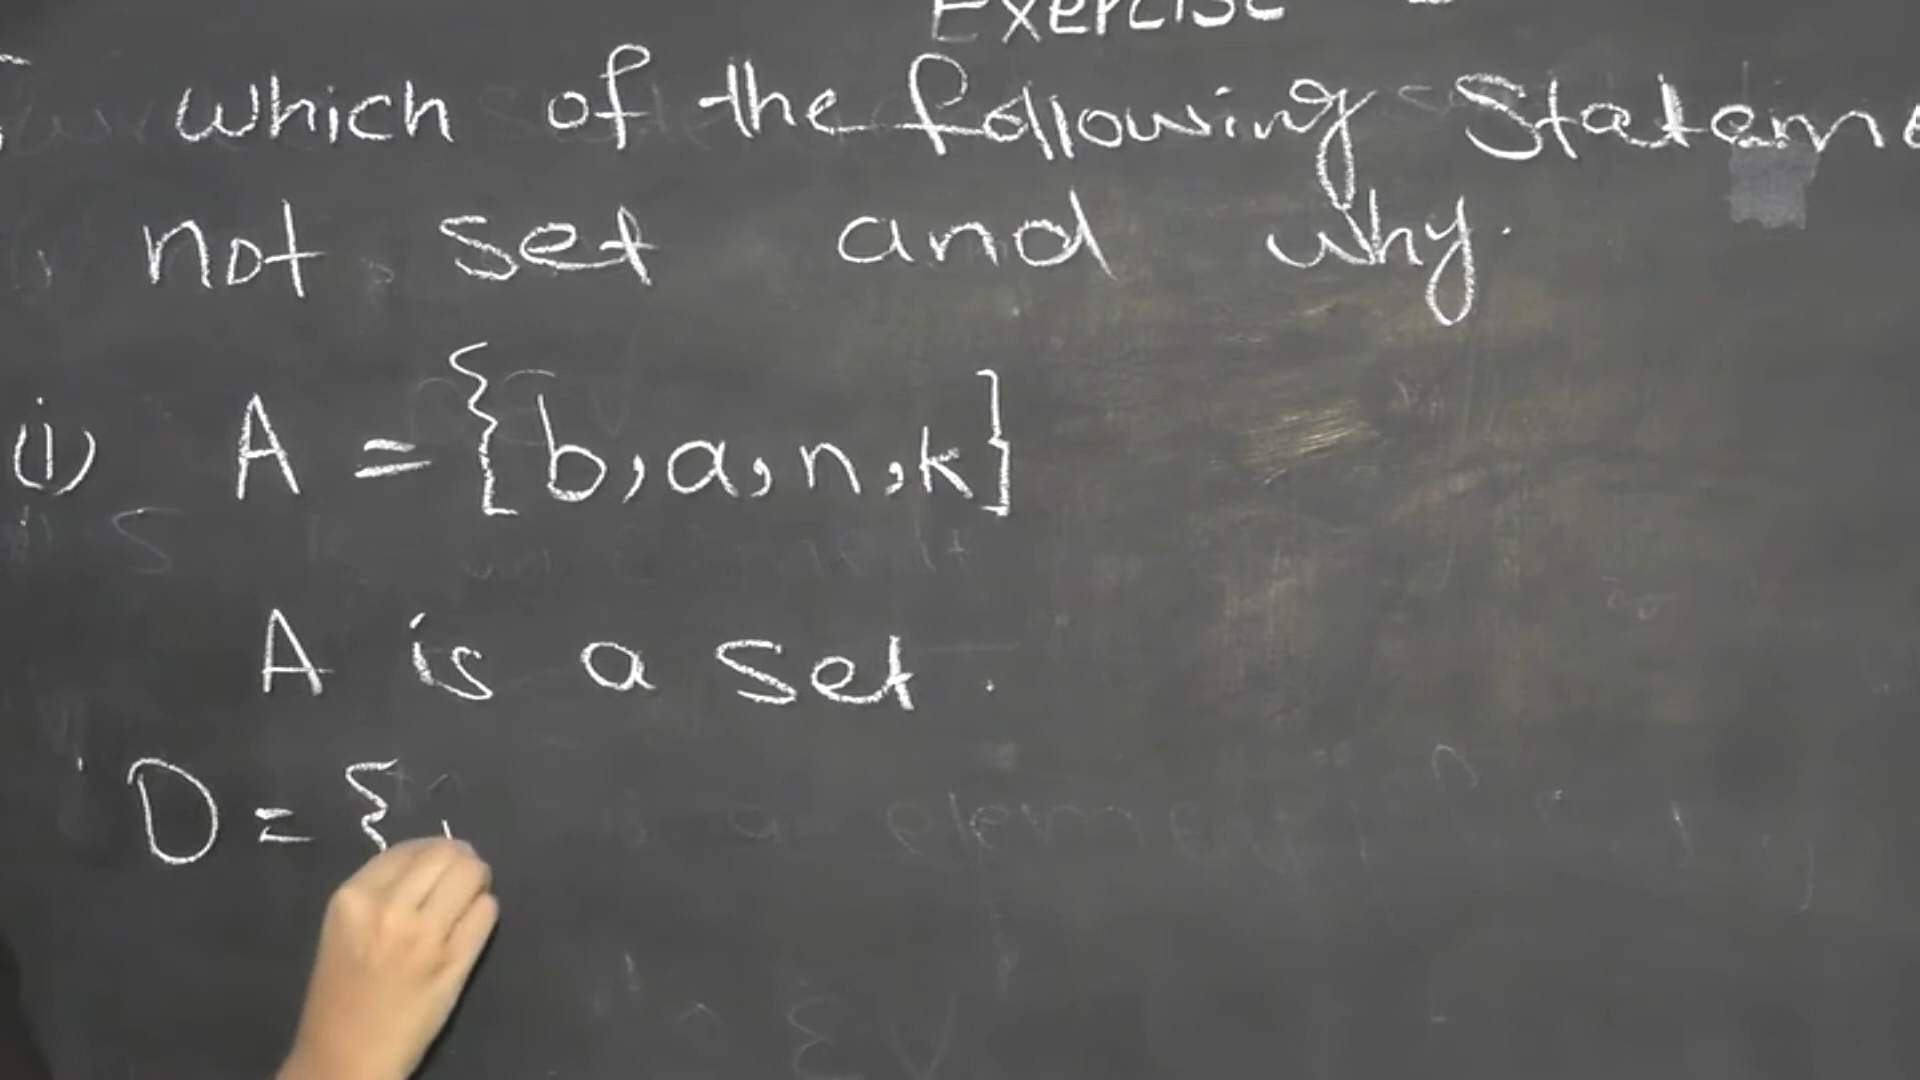 Exercise
which of the following Stateme
not set and why.
(i) A = {b, a, n, k}
A is a set.
D = {